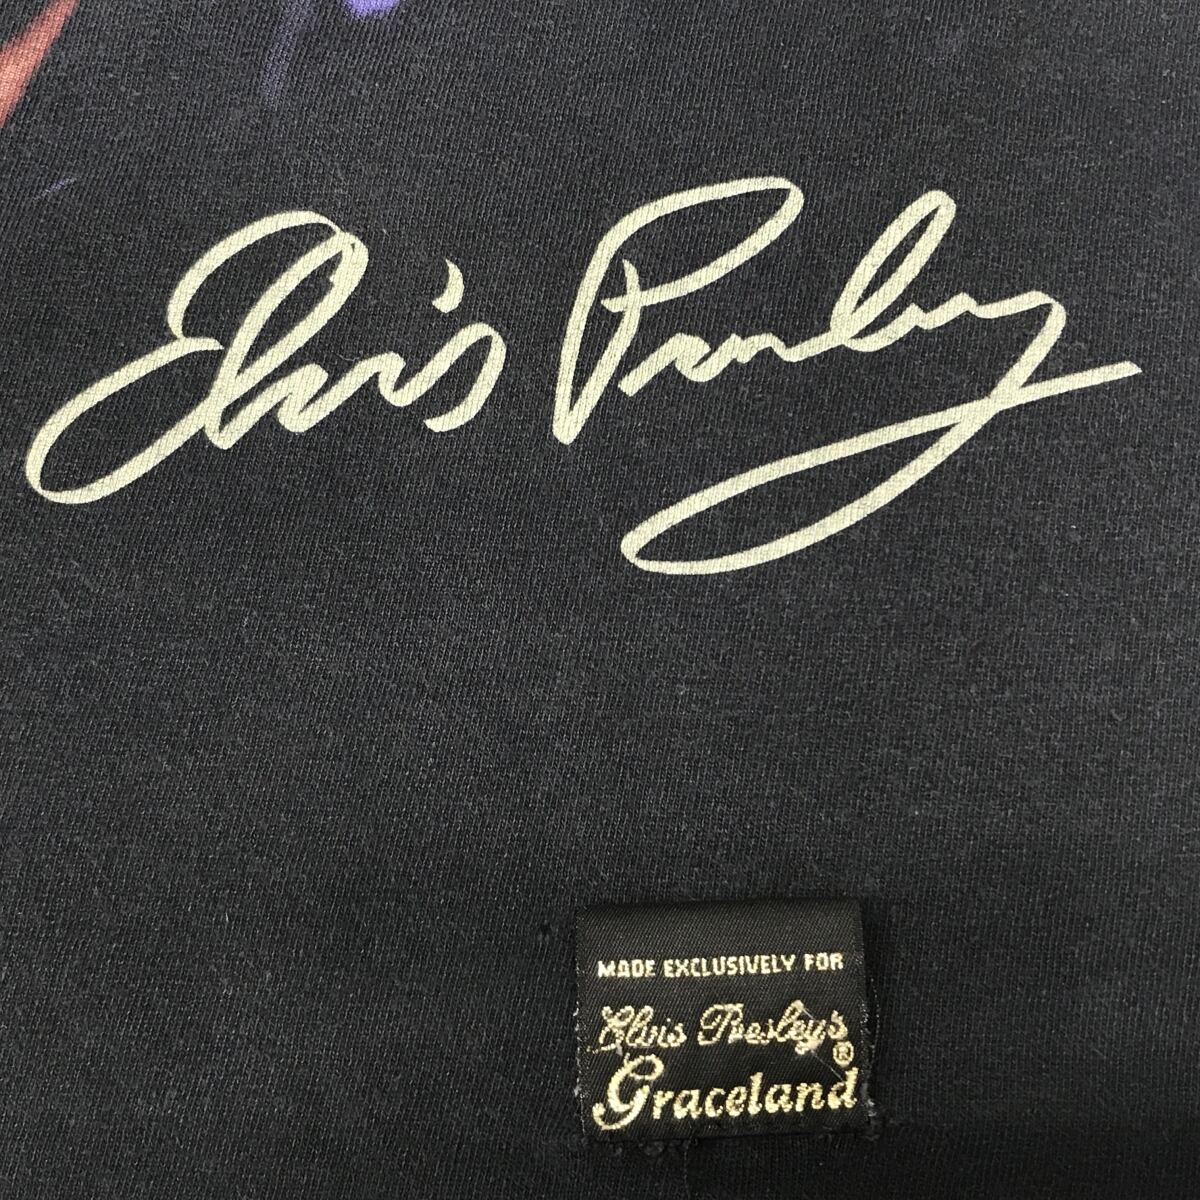 Elvis Presley
MADE EXCLUSIVELY FOR
Elvis Presley's
®
Graceland